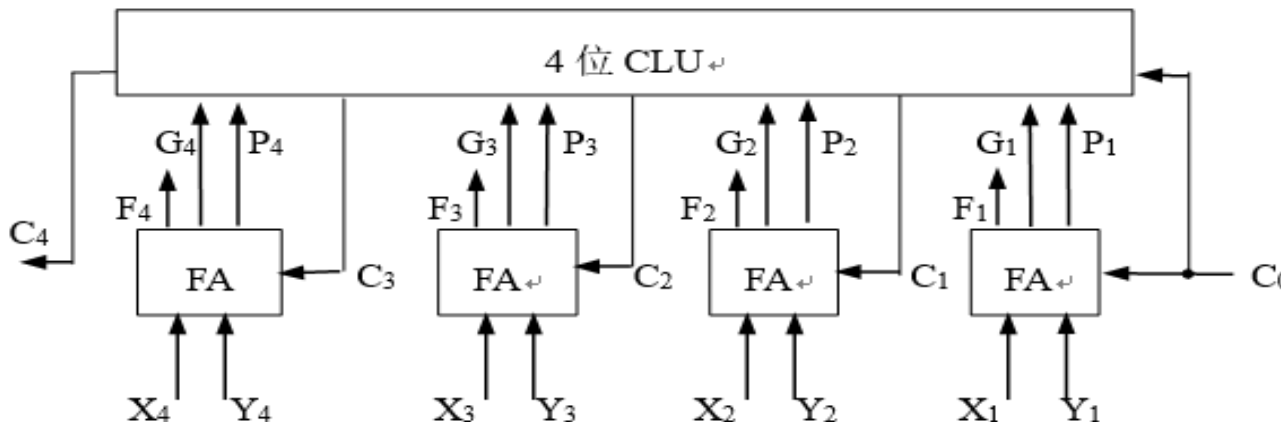 4 位 CLU↵
G4 P4 G3 P3 G2 P2 G1 P1
F4 F3 F2 F1
C4 FA C3 FA↵ C2 FA↵ C1 FA↵ C0
X4 Y4 X3 Y3 X2 Y2 X1 Y1